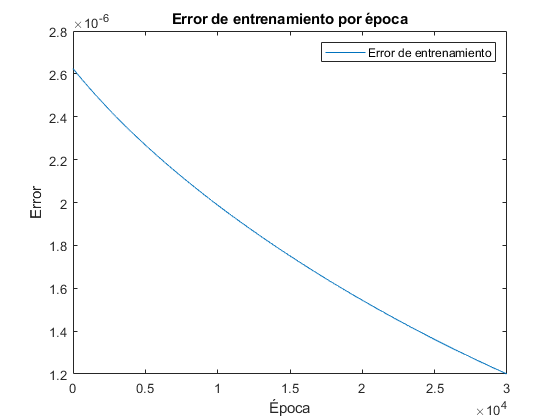 Error de entrenamiento por época
×10^-6
Error de entrenamiento
2.8
2.6
2.4
2.2
2
1.8
1.6
1.4
1.2
Error
0 0.5 1 1.5 2 2.5 3
Época
×10^4